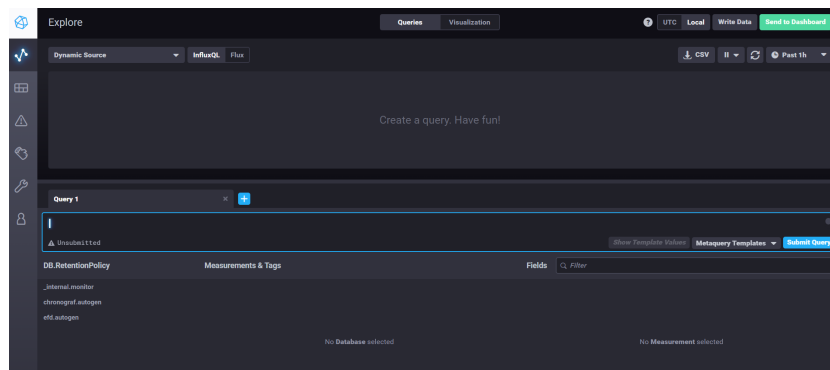 Explore
Queries Visualization
UTC Local Write Data Send to Dashboard
Dynamic Source InfluxQL Flux
CSV Past 1h
Create a query. Have fun!
Query 1
Unsubmitted
Show Template Values Metaquery Templates Submit Query
DB.RetentionPolicy Measurements & Tags Fields Filter
_internal.monitor
chronograf.autogen
efd.autogen
No Database selected No Measurement selected